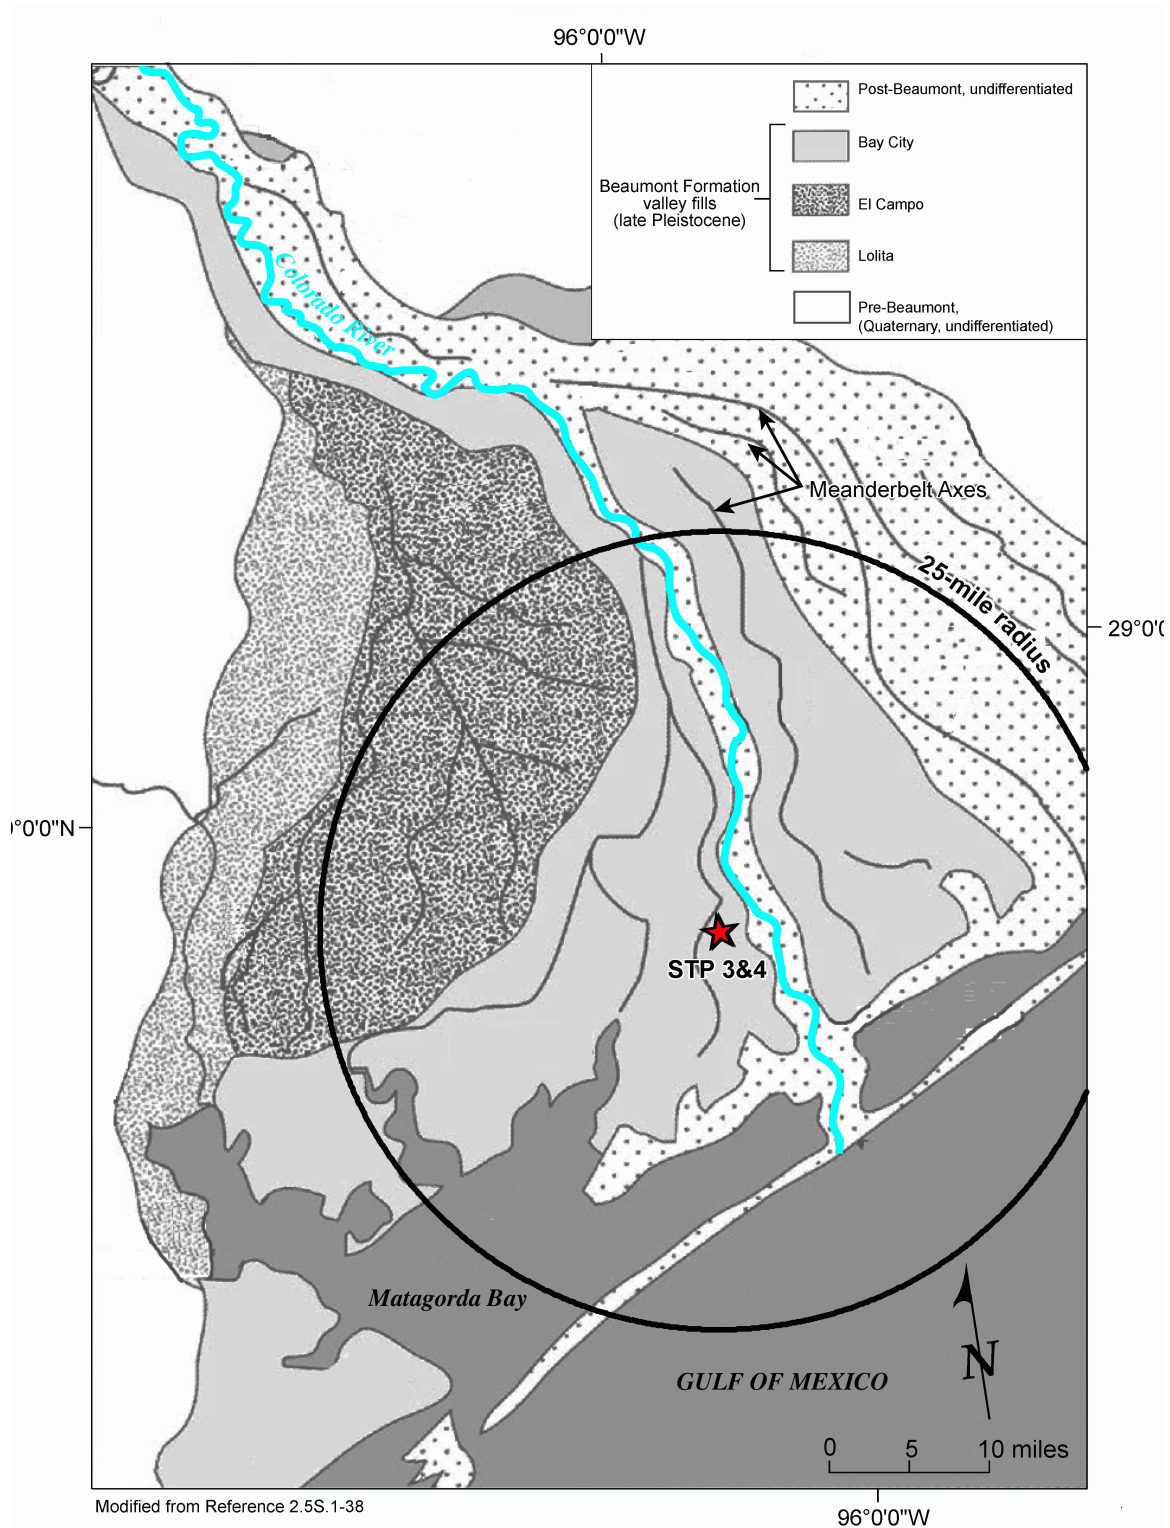 96°0'0"W
Post-Beaumont, undifferentiated
Bay City
Beaumont Formation
valley fills
(late Pleistocene)
El Campo
Lolita
Pre-Beaumont,
(Quaternary, undifferentiated)
Colorado River
Meanderbelt Axes
25-mile radius
29°0'0
°0'0"N
STP 3&4
Matagorda Bay
N
GULF OF MEXICO
0 5 10 miles
Modified from Reference 2.5S.1-38
96°0'0"W